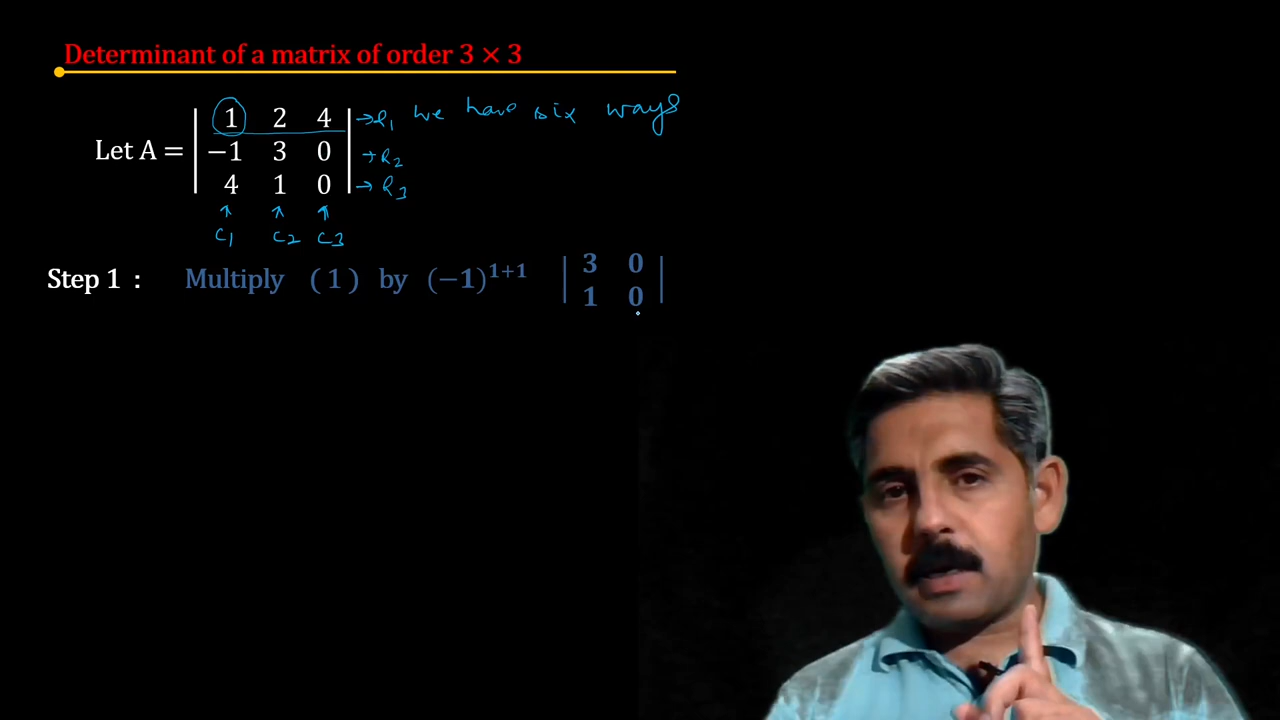 Determinant of a matrix of order 3 × 3
1 2 4 →R₁ we have six ways
Let A = −1 3 0 →R₂
4 1 0 →R₃
↑ ↑ ↑
C₁ C₂ C₃
Step 1 : Multiply ( 1 ) by (−1)¹⁺¹ | 3 0 |
| 1 0 |